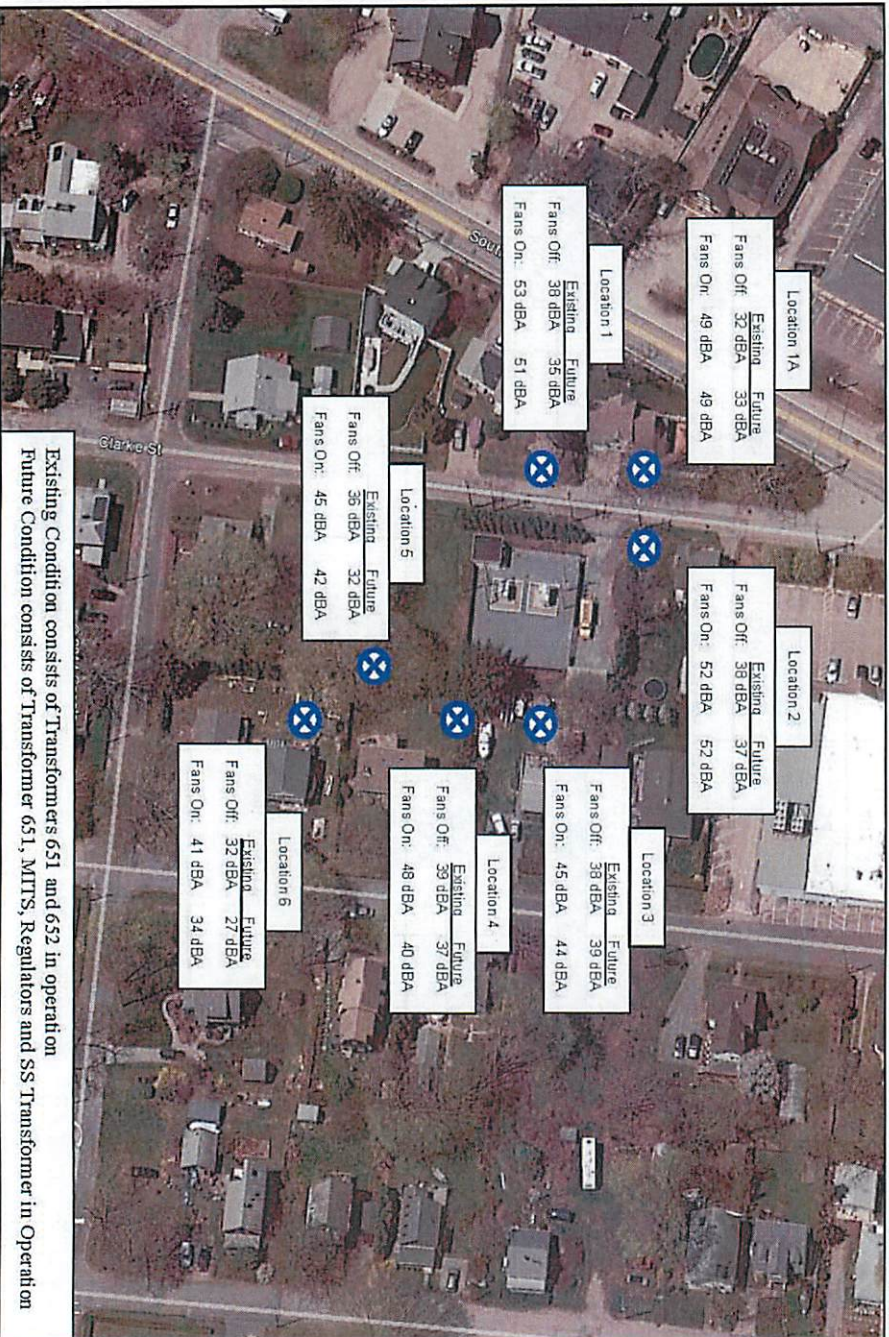 Location 1A
Existing Future
Fans Off: 32 dBA 33 dBA
Fans On: 49 dBA 49 dBA
Location 2
Existing Future
Fans Off: 38 dBA 37 dBA
Fans On: 52 dBA 52 dBA
Location 1
Existing Future
Fans Off: 38 dBA 35 dBA
Fans On: 53 dBA 51 dBA
Location 3
Existing Future
Fans Off: 38 dBA 39 dBA
Fans On: 45 dBA 44 dBA
Location 5
Existing Future
Fans Off: 36 dBA 32 dBA
Fans On: 45 dBA 42 dBA
Location 4
Existing Future
Fans Off: 39 dBA 37 dBA
Fans On: 48 dBA 40 dBA
Location 6
Existing Future
Fans Off: 32 dBA 27 dBA
Fans On: 41 dBA 34 dBA
Clarke St
Existing Condition consists of Transformers 651 and 652 in operation
Future Condition consists of Transformer 651, MITS, Regulators and SS Transformer in Operation